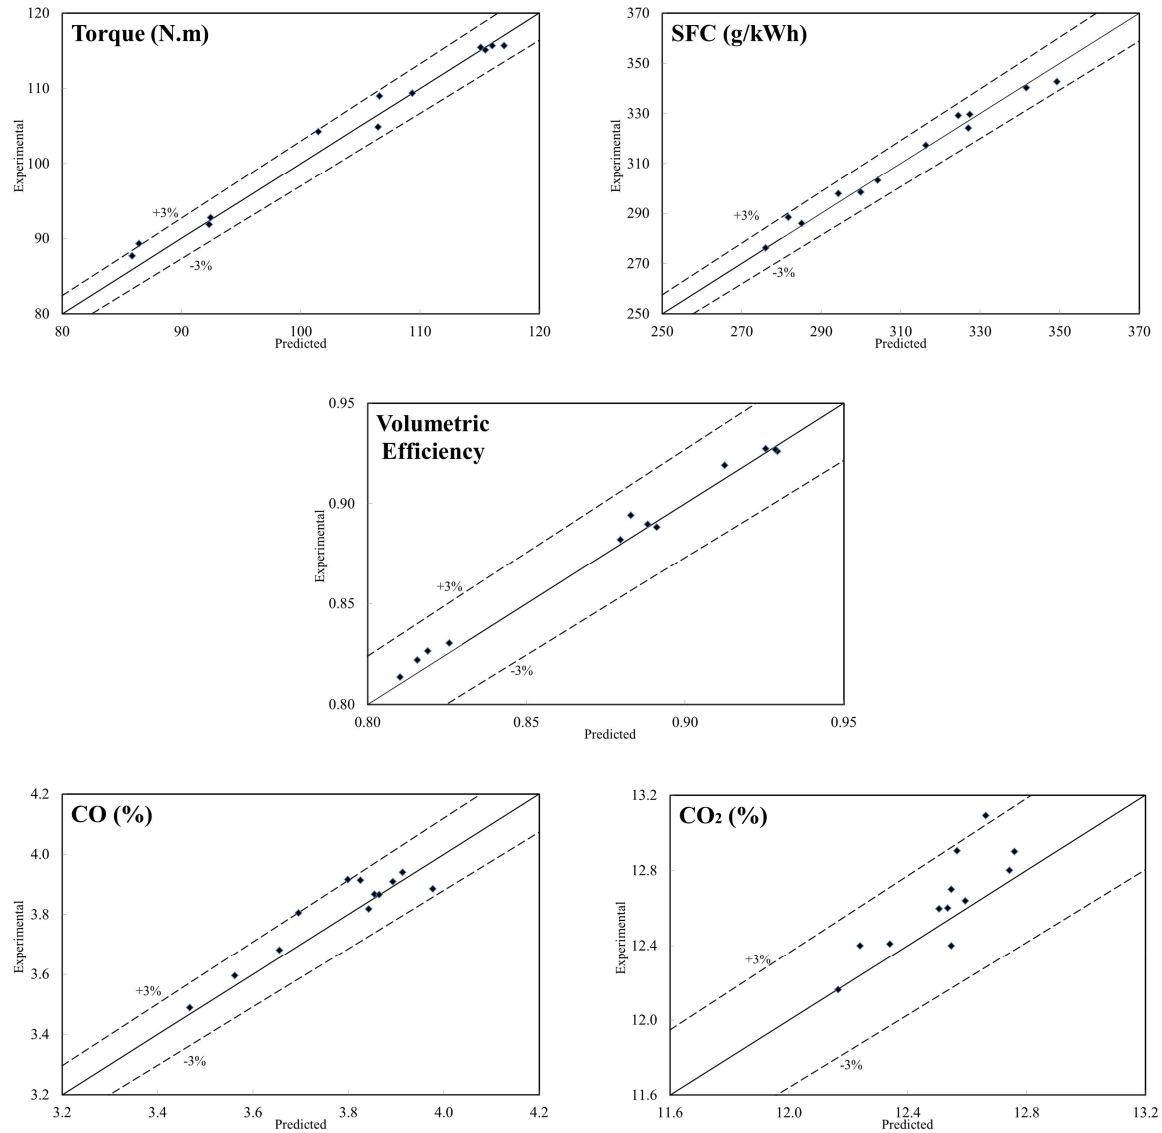 Torque (N.m)
120
110
100
90
80
Experimental
+3%
-3%
80 90 100 110 120
Predicted
SFC (g/kWh)
370
350
330
310
290
270
250
Experimental
+3%
-3%
250 270 290 310 330 350 370
Predicted
Volumetric
Efficiency
0.95
0.90
0.85
0.80
Experimental
+3%
-3%
0.80 0.85 0.90 0.95
Predicted
CO (%)
4.2
4.0
3.8
3.6
3.4
3.2
Experimental
+3%
-3%
3.2 3.4 3.6 3.8 4.0 4.2
Predicted
CO2 (%)
13.2
12.8
12.4
12.0
11.6
Experimental
+3%
-3%
11.6 12.0 12.4 12.8 13.2
Predicted